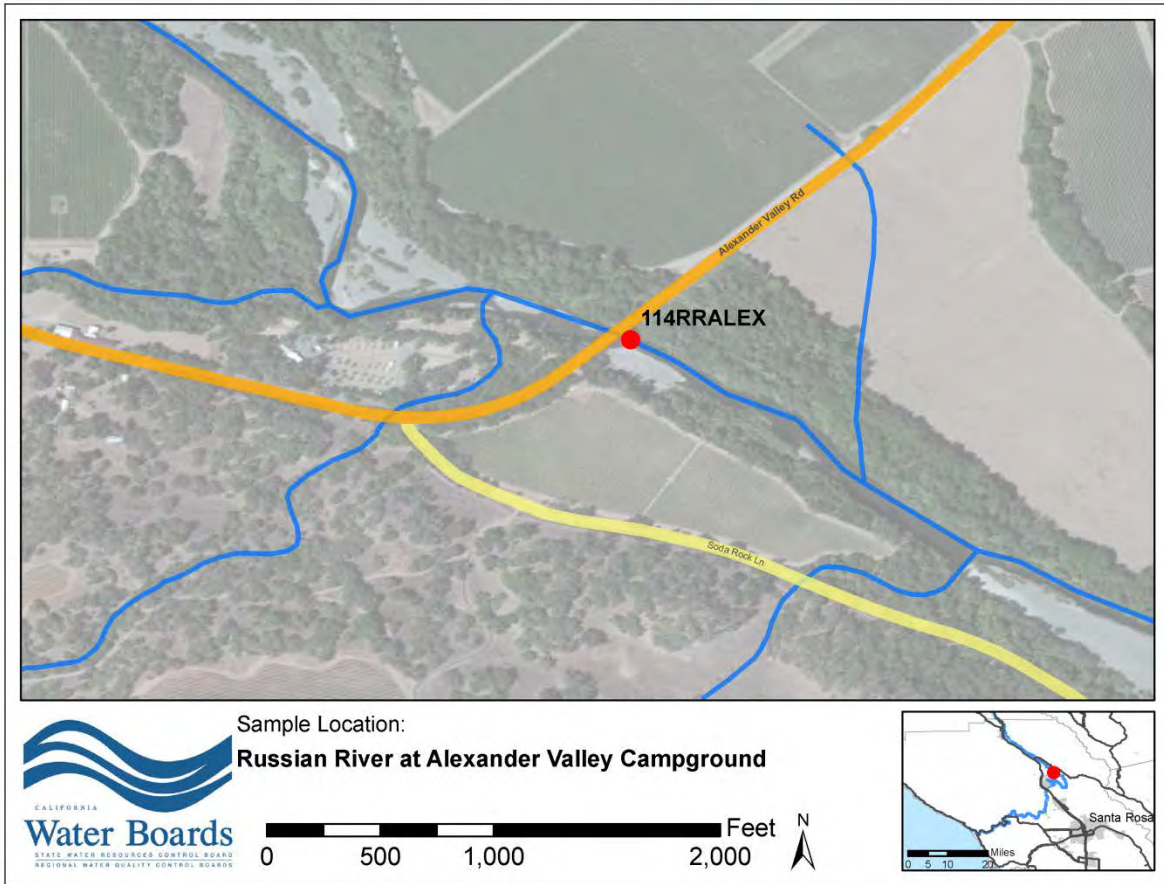 Alexander Valley Rd
114RRALEX
Soda Rock Ln
Sample Location:
Russian River at Alexander Valley Campground
CALIFORNIA
Water Boards
STATE WATER RESOURCES CONTROL BOARD
REGIONAL WATER QUALITY CONTROL BOARDS
Feet
0 500 1,000 2,000
N
Santa Rosa
Miles
0 5 10 20